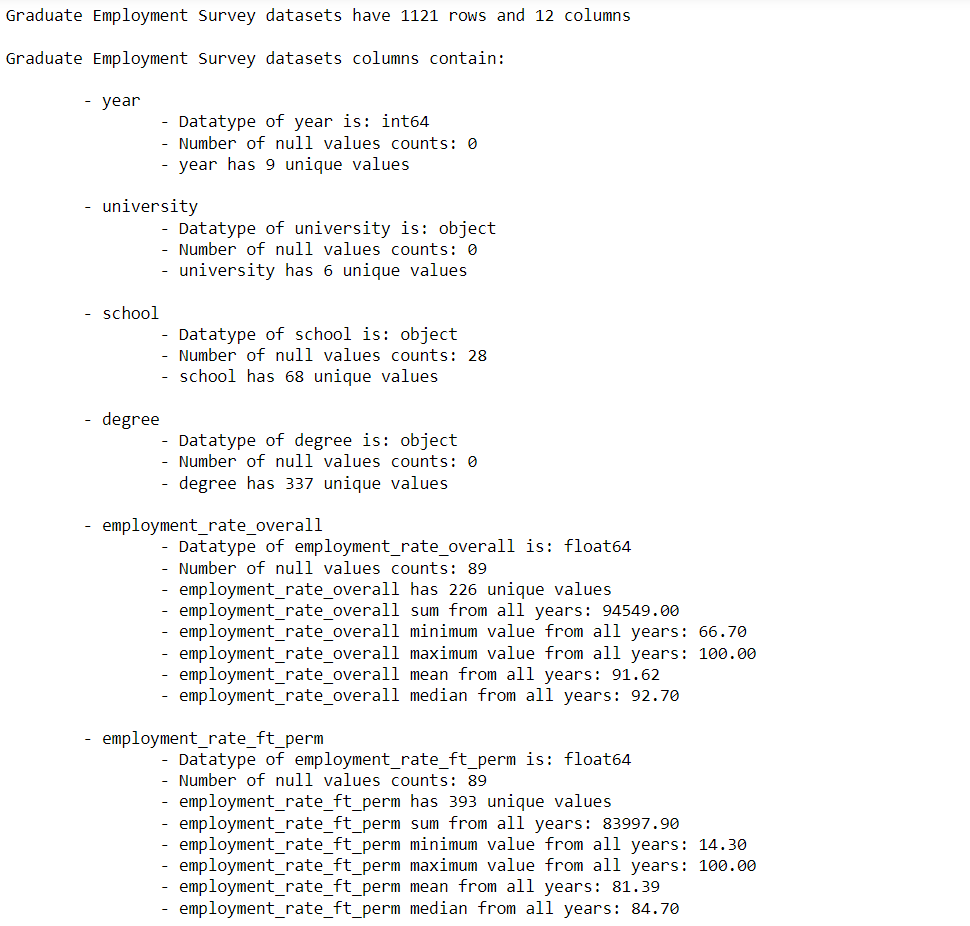 Graduate Employment Survey datasets have 1121 rows and 12 columns
Graduate Employment Survey datasets columns contain:
- year
- Datatype of year is: int64
- Number of null values counts: 0
- year has 9 unique values
- university
- Datatype of university is: object
- Number of null values counts: 0
- university has 6 unique values
- school
- Datatype of school is: object
- Number of null values counts: 28
- school has 68 unique values
- degree
- Datatype of degree is: object
- Number of null values counts: 0
- degree has 337 unique values
- employment_rate_overall
- Datatype of employment_rate_overall is: float64
- Number of null values counts: 89
- employment_rate_overall has 226 unique values
- employment_rate_overall sum from all years: 94549.00
- employment_rate_overall minimum value from all years: 66.70
- employment_rate_overall maximum value from all years: 100.00
- employment_rate_overall mean from all years: 91.62
- employment_rate_overall median from all years: 92.70
- employment_rate_ft_perm
- Datatype of employment_rate_ft_perm is: float64
- Number of null values counts: 89
- employment_rate_ft_perm has 393 unique values
- employment_rate_ft_perm sum from all years: 83997.90
- employment_rate_ft_perm minimum value from all years: 14.30
- employment_rate_ft_perm maximum value from all years: 100.00
- employment_rate_ft_perm mean from all years: 81.39
- employment_rate_ft_perm median from all years: 84.70